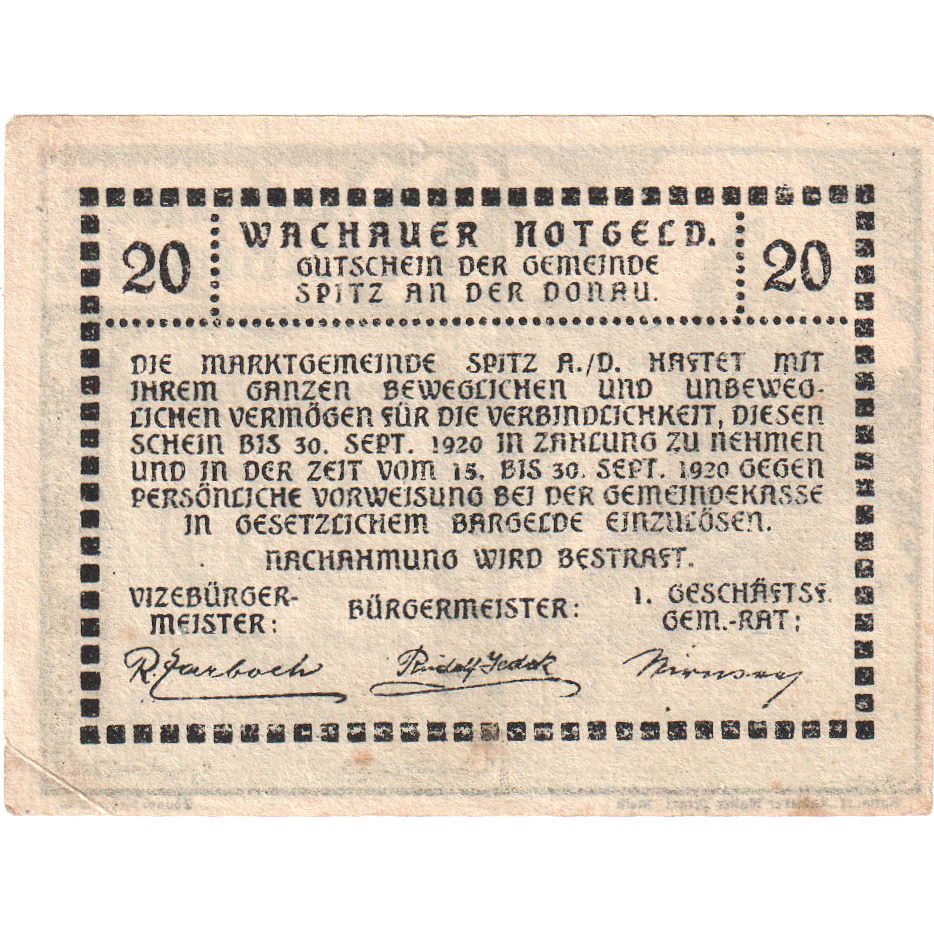 WACHAUER NOTGELD.
20 GUTSCHEIN DER GEMEINDE 20
SPITZ AN DER DONAU.
DIE MARKTGEMEINDE SPITZ A./D. HAFTET MIT
IHREM GANZEN BEWEGLICHEN UND UNBEWEG-
LICHEN VERMÖGEN FÜR DIE VERBINDLICHKEIT, DIESEN
SCHEIN BIS 30. SEPT. 1920 IN ZAHLUNG ZU NEHMEN
UND IN DER ZEIT VOM 15. BIS 30. SEPT. 1920 GEGEN
PERSÖNLICHE VORWEISUNG BEI DER GEMEINDEKASSE
IN GESETZLICHEM BARGELDE EINZULÖSEN.
NACHAHMUNG WIRD BESTRAFT.
VIZEBÜRGER-
MEISTER:
BÜRGERMEISTER:
1. GESCHÄFTSF.
GEM.-RAT:
Rudolf